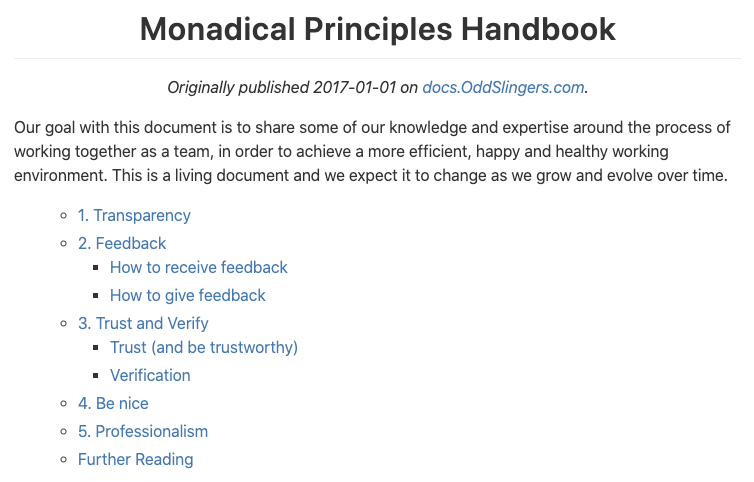 Monadical Principles Handbook
Originally published 2017-01-01 on docs.OddSlingers.com.
Our goal with this document is to share some of our knowledge and expertise around the process of
working together as a team, in order to achieve a more efficient, happy and healthy working
environment. This is a living document and we expect it to change as we grow and evolve over time.
1. Transparency
2. Feedback
How to receive feedback
How to give feedback
3. Trust and Verify
Trust (and be trustworthy)
Verification
4. Be nice
5. Professionalism
Further Reading